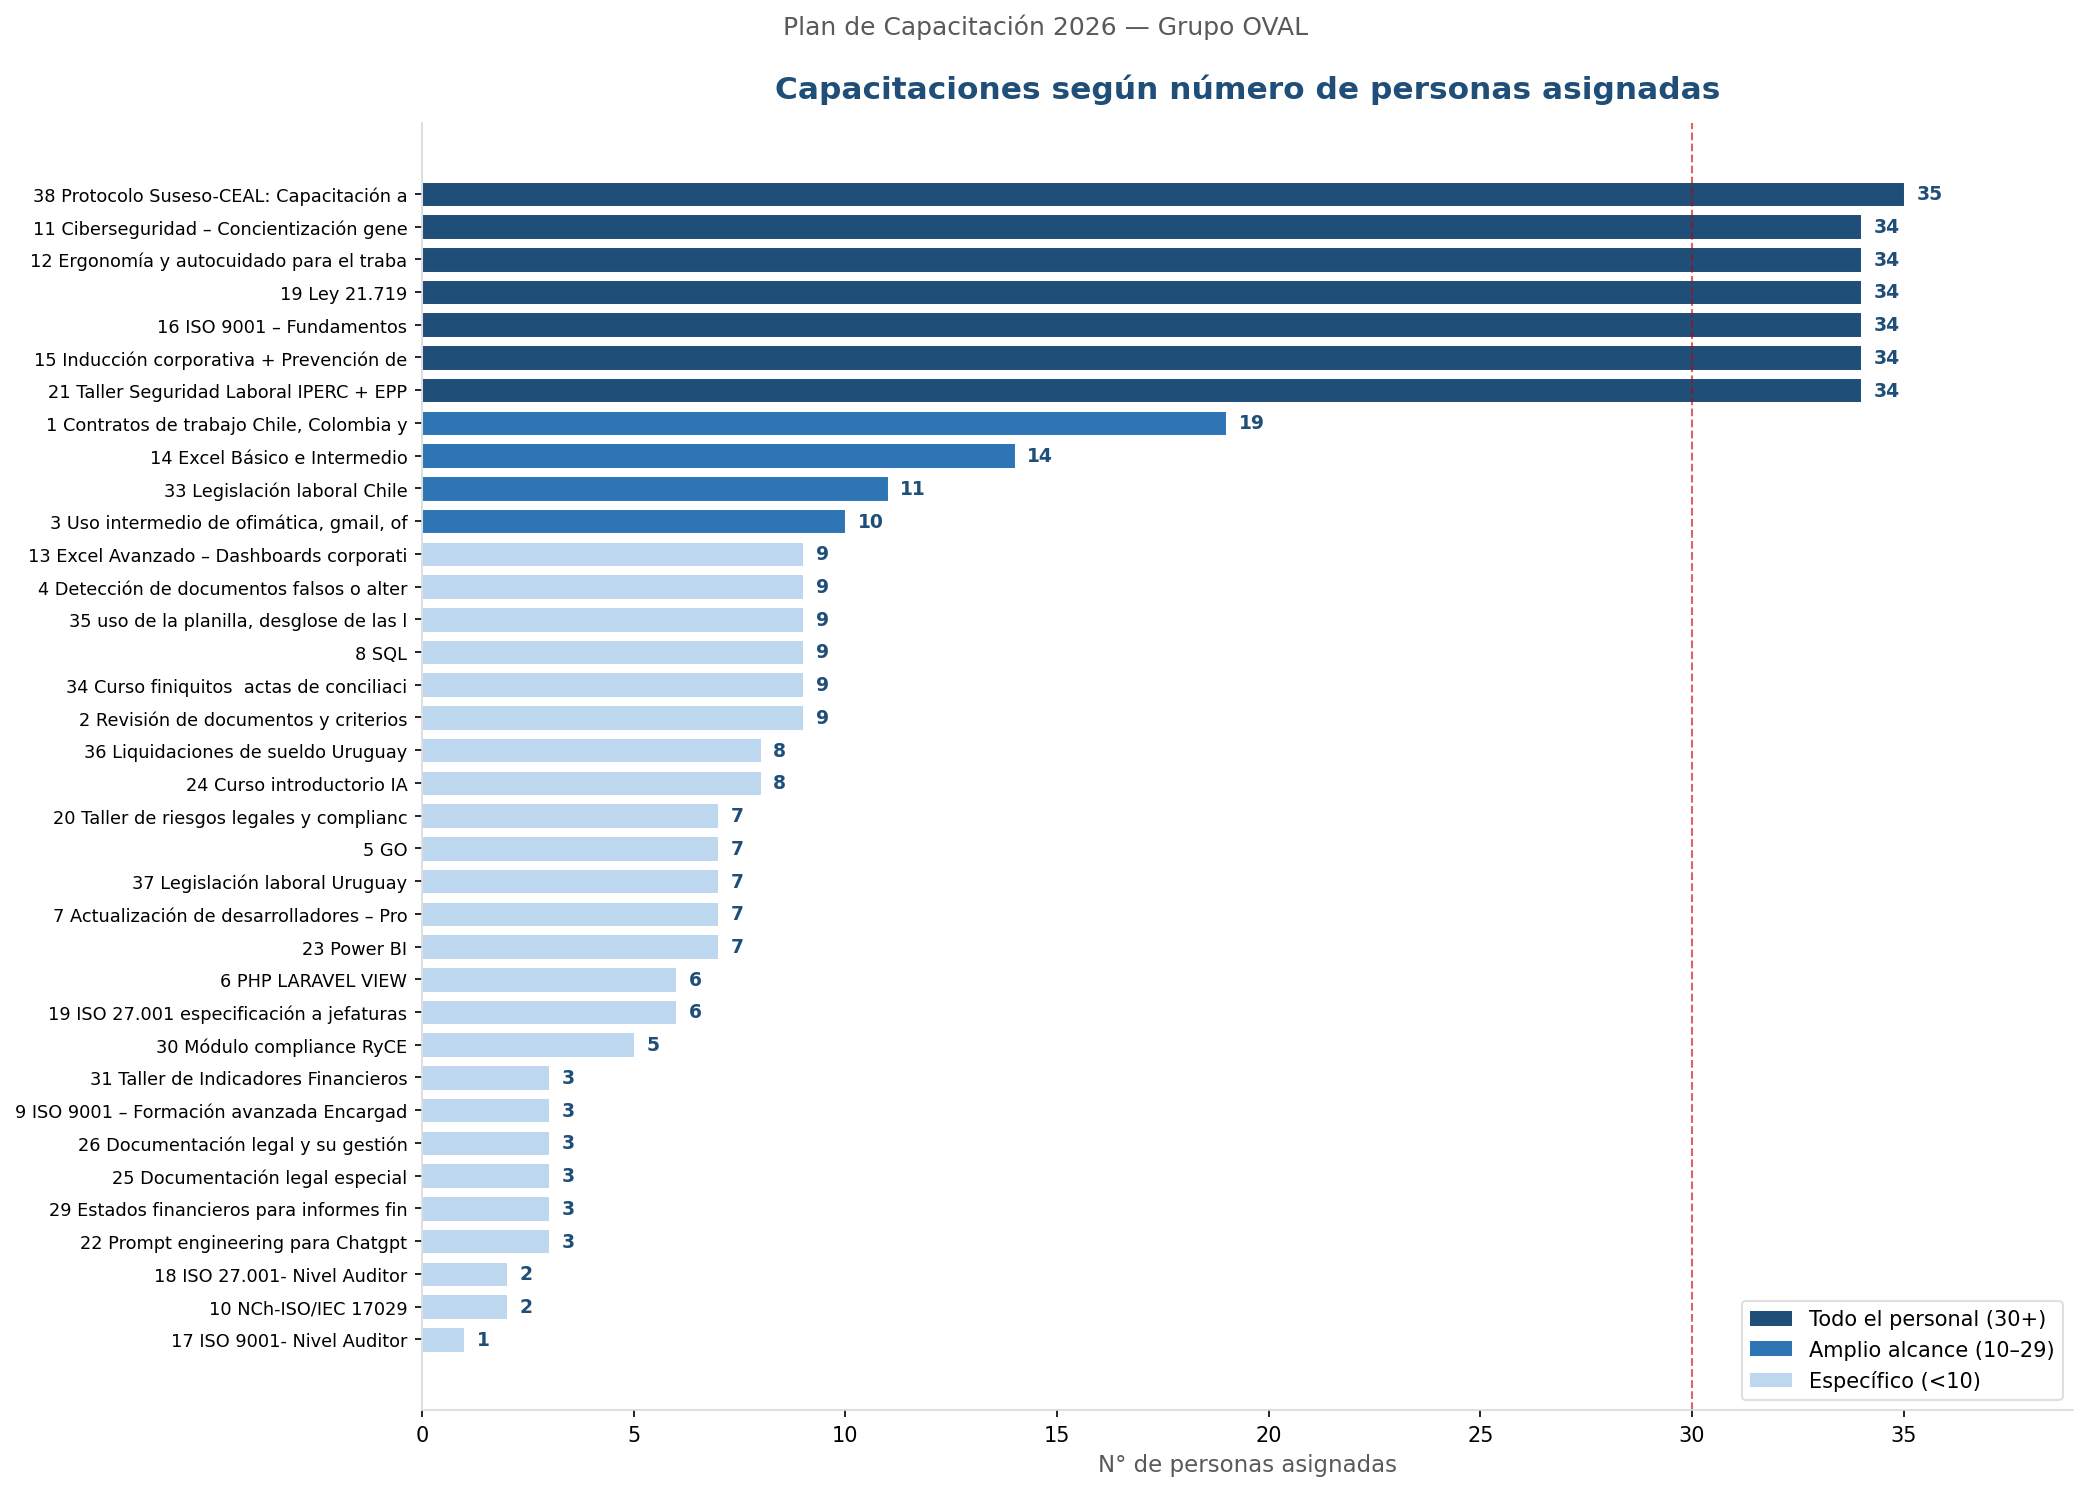 Plan de Capacitación 2026 — Grupo OVAL
Capacitaciones según número de personas asignadas
38 Protocolo Suseso-CEAL: Capacitación a 35
11 Ciberseguridad – Concientización gene 34
12 Ergonomía y autocuidado para el traba 34
19 Ley 21.719 34
16 ISO 9001 – Fundamentos 34
15 Inducción corporativa + Prevención de 34
21 Taller Seguridad Laboral IPERC + EPP 34
1 Contratos de trabajo Chile, Colombia y 19
14 Excel Básico e Intermedio 14
33 Legislación laboral Chile 11
3 Uso intermedio de ofimática, gmail, of 10
13 Excel Avanzado – Dashboards corporati 9
4 Detección de documentos falsos o alter 9
35 uso de la planilla, desglose de las l 9
8 SQL 9
34 Curso finiquitos  actas de conciliaci 9
2 Revisión de documentos y criterios 9
36 Liquidaciones de sueldo Uruguay 8
24 Curso introductorio IA 8
20 Taller de riesgos legales y complianc 7
5 GO 7
37 Legislación laboral Uruguay 7
7 Actualización de desarrolladores – Pro 7
23 Power BI 7
6 PHP LARAVEL VIEW 6
19 ISO 27.001 especificación a jefaturas 6
30 Módulo compliance RyCE 5
31 Taller de Indicadores Financieros 3
9 ISO 9001 – Formación avanzada Encargad 3
26 Documentación legal y su gestión 3
25 Documentación legal especial 3
29 Estados financieros para informes fin 3
22 Prompt engineering para Chatgpt 3
18 ISO 27.001- Nivel Auditor 2
10 NCh-ISO/IEC 17029 2
17 ISO 9001- Nivel Auditor 1
Todo el personal (30+)
Amplio alcance (10–29)
Específico (<10)
0 5 10 15 20 25 30 35
N° de personas asignadas